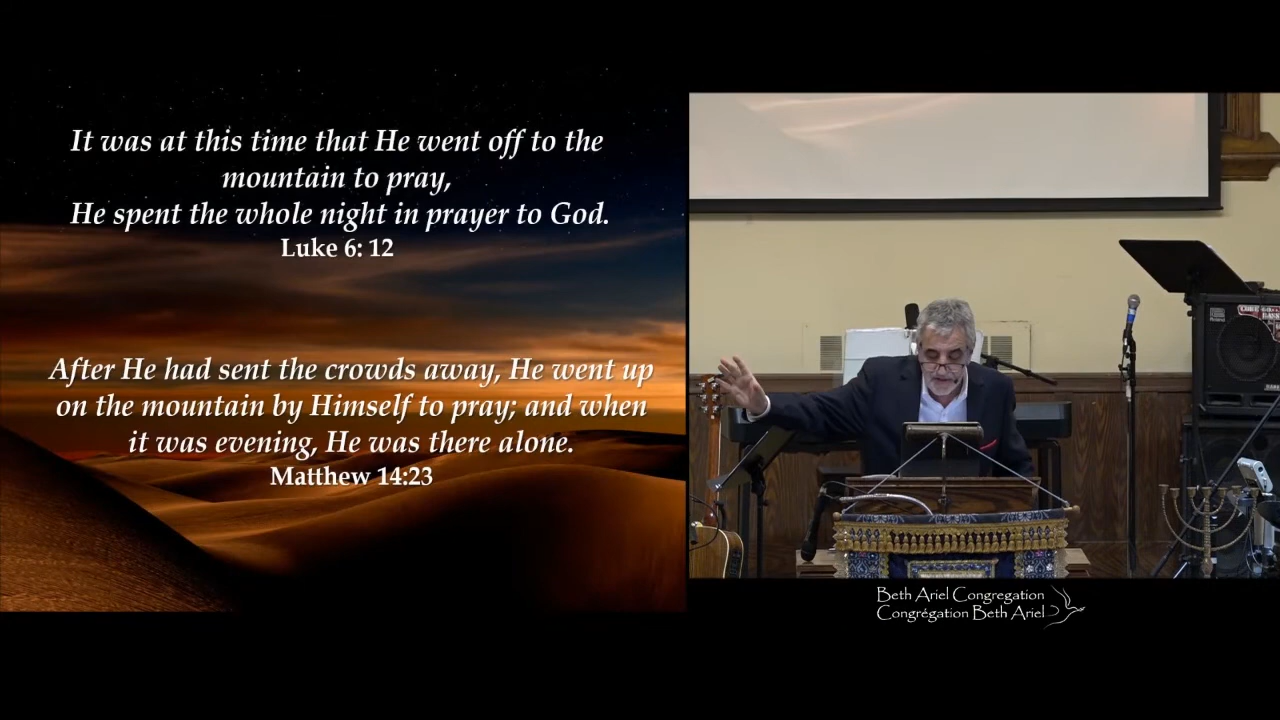 It was at this time that He went off to the
mountain to pray,
He spent the whole night in prayer to God.
Luke 6: 12
After He had sent the crowds away, He went up
on the mountain by Himself to pray; and when
it was evening, He was there alone.
Matthew 14:23
Beth Ariel Congregation
Congrégation Beth Ariel